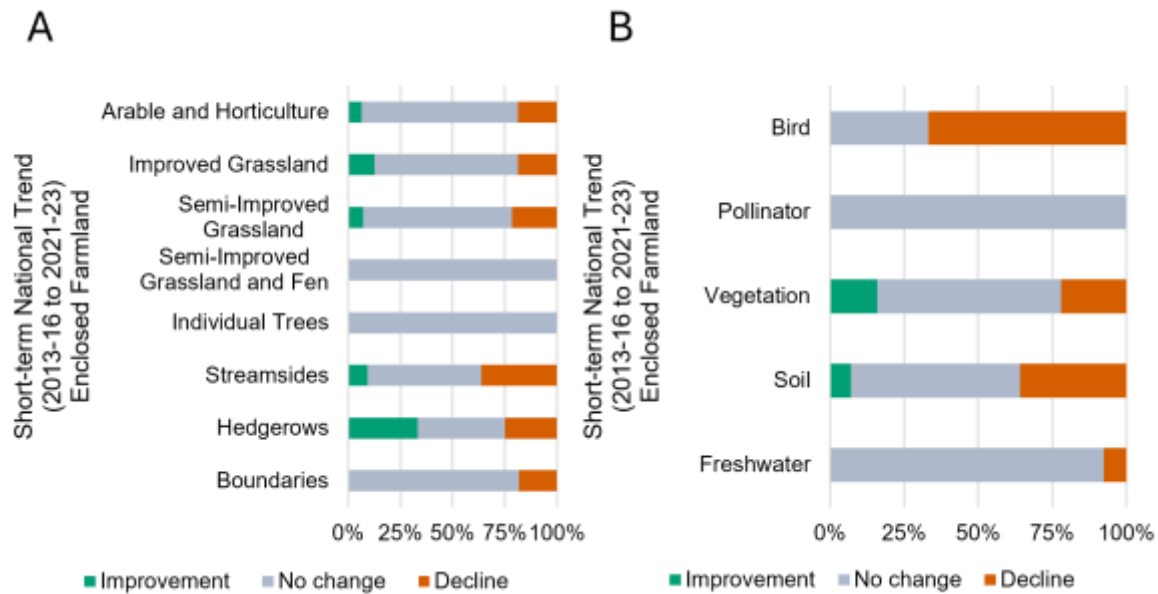 A
Short-term National Trend
(2013-16 to 2021-23)
Enclosed Farmland
Arable and Horticulture
Improved Grassland
Semi-Improved
Grassland
Semi-Improved
Grassland and Fen
Individual Trees
Streamsides
Hedgerows
Boundaries
0% 25% 50% 75% 100%
Improvement No change Decline
B
Short-term National Trend
(2013-16 to 2021-23)
Enclosed Farmland
Bird
Pollinator
Vegetation
Soil
Freshwater
0% 25% 50% 75% 100%
Improvement No change Decline